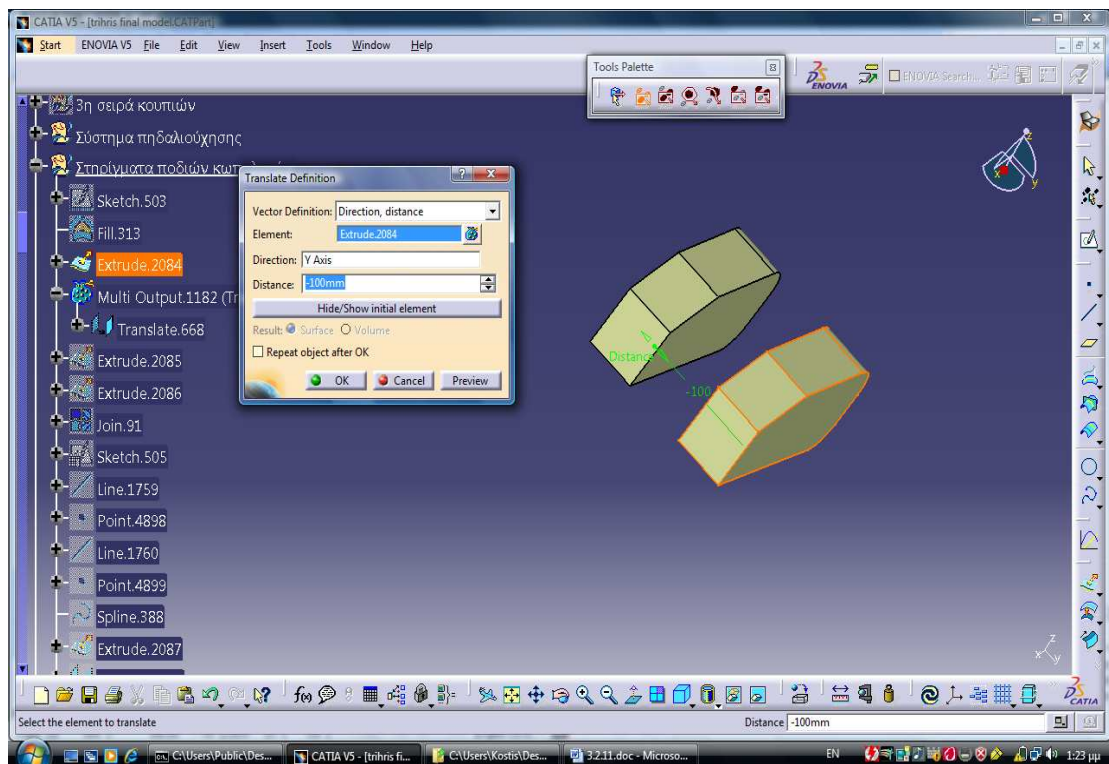 CATIA V5 - [trihris final model.CATPart]
Start ENOVIA V5 File Edit View Insert Tools Window Help
Tools Palette
ENOVIA
ENOVIA Search...
3η σειρά κουπιών
Σύστημα πηδαλιούχησης
Στηρίγματα ποδιών
Sketch.503
Fill.313
Extrude.2084
Multi Output.1182 (Tr
Translate.668
Extrude.2085
Extrude.2086
Join.91
Sketch.505
Line.1759
Point.4898
Line.1760
Point.4899
Spline.388
Extrude.2087
Translate Definition
Vector Definition: Direction, distance
Element: Extrude.2084
Direction: Y Axis
Distance: -100mm
Hide/Show initial element
Result: Surface Volume
Repeat object after OK
OK Cancel Preview
Distance
-100
z
x
y
z
x
y
f(x)
CATIA
Select the element to translate
Distance -100mm
C:\Users\Public\Des...
CATIA V5 - [trihris fi...
C:\Users\Kostis\Des...
3.2.11.doc - Microso...
EN
1:23 μμ